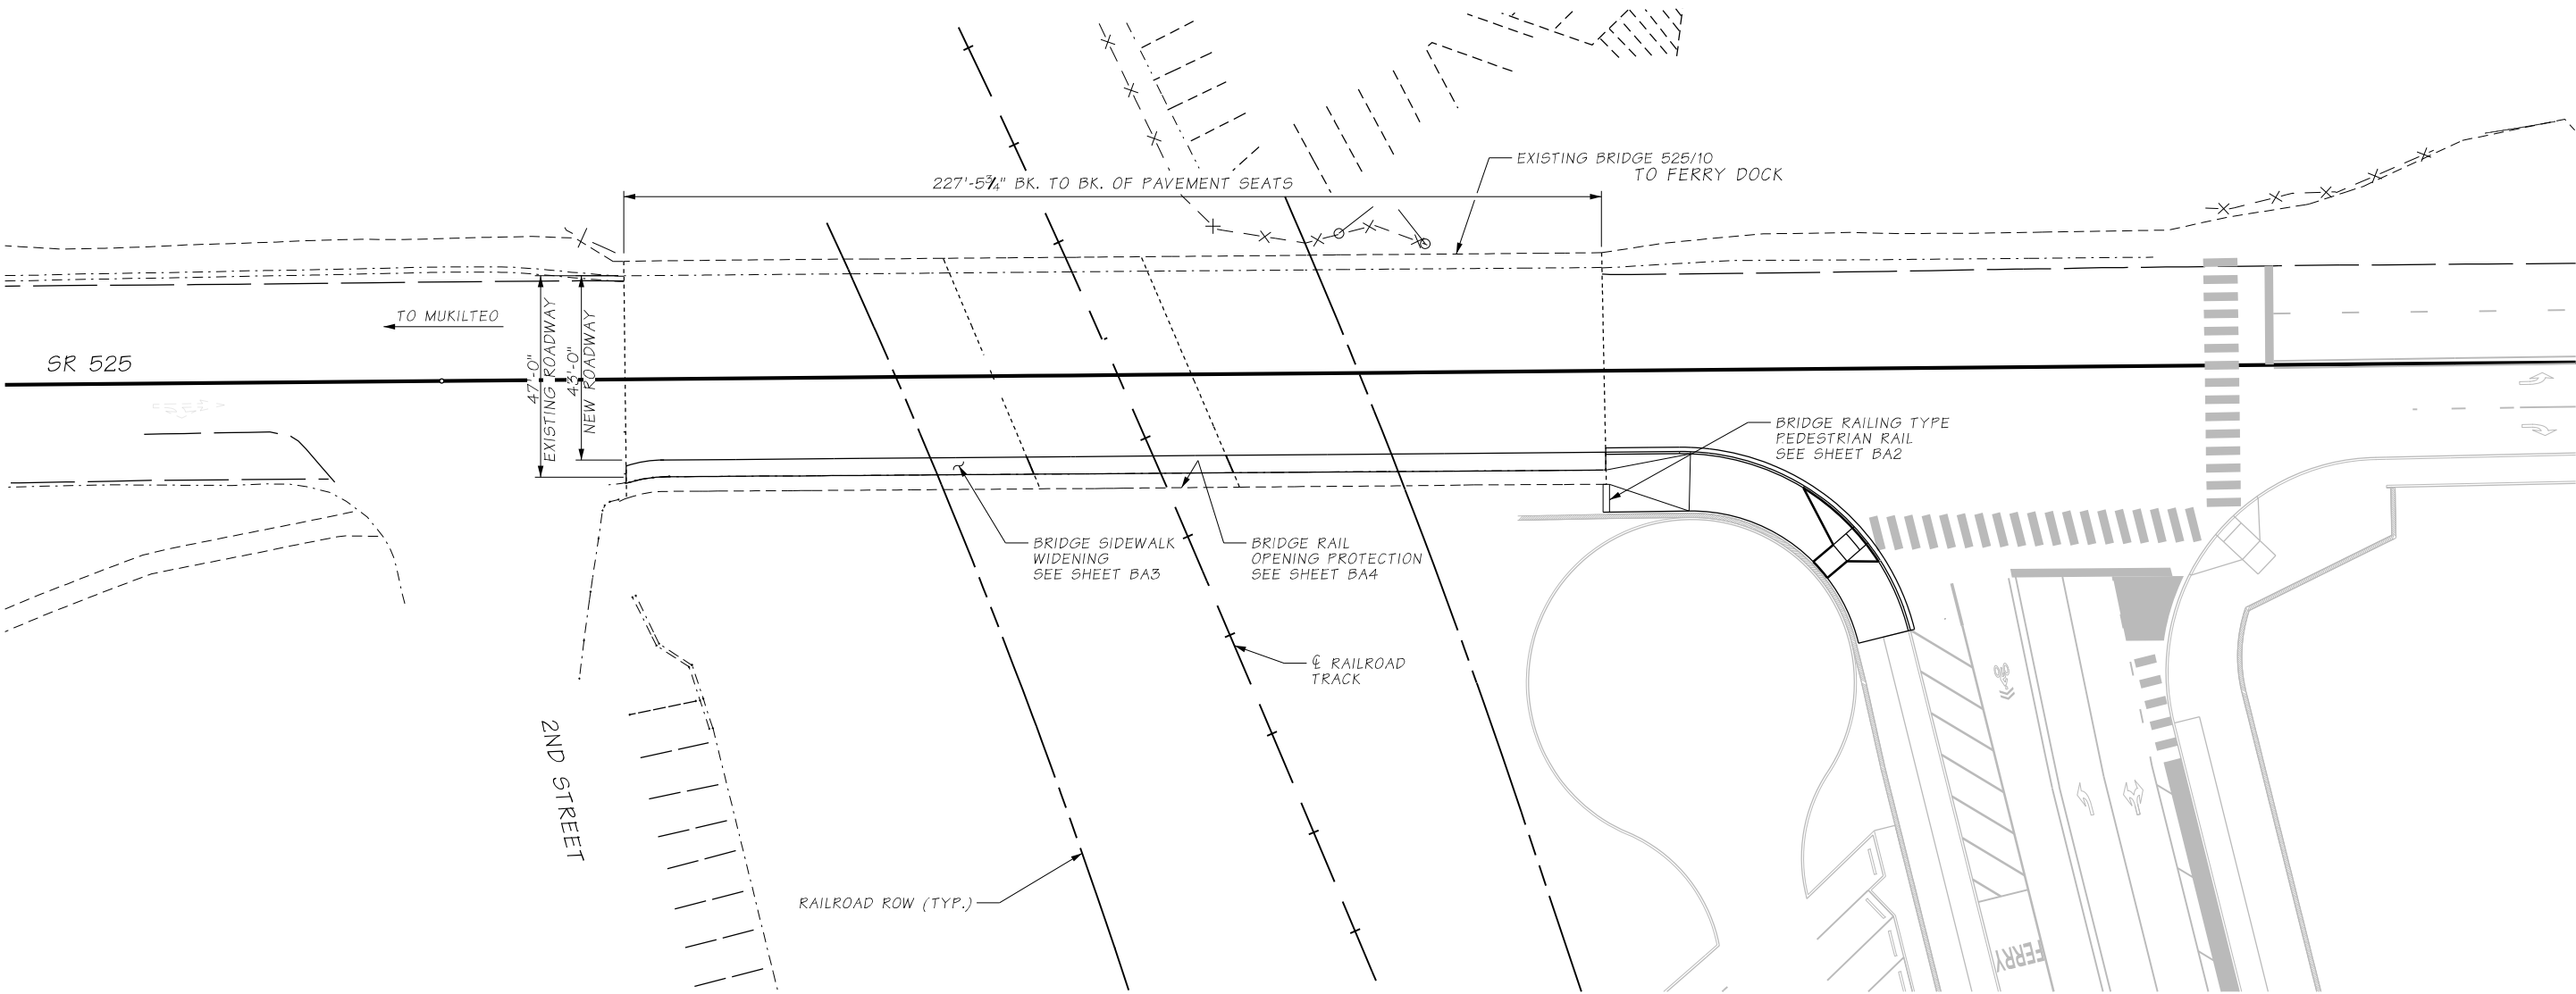 EXISTING BRIDGE 525/10
TO FERRY DOCK
227'-5¾" BK. TO BK. OF PAVEMENT SEATS
TO MUKILTEO
SR 525
47'-0"
EXISTING ROADWAY
43'-0"
NEW ROADWAY
BRIDGE RAILING TYPE
PEDESTRIAN RAIL
SEE SHEET BA2
BRIDGE SIDEWALK
WIDENING
SEE SHEET BA3
BRIDGE RAIL
OPENING PROTECTION
SEE SHEET BA4
℄ RAILROAD
TRACK
2ND STREET
RAILROAD ROW (TYP.)
FERRY